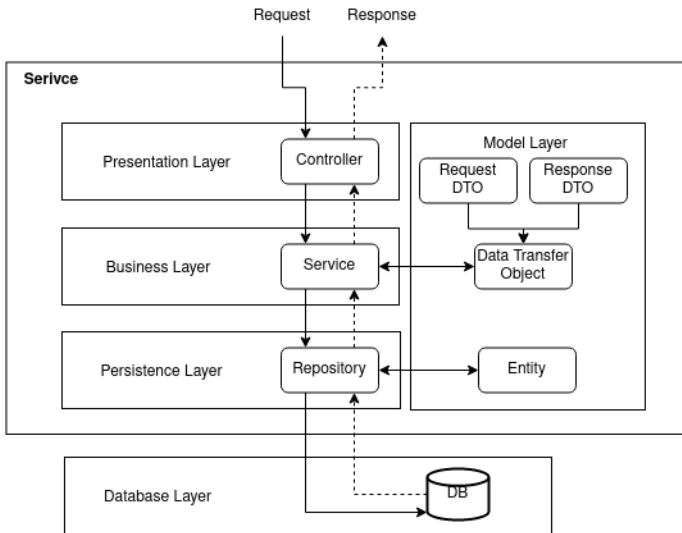 Request
Response
Serivce
Presentation Layer
Controller
Model Layer
Request
DTO
Response
DTO
Business Layer
Service
Data Transfer
Object
Persistence Layer
Repository
Entity
Database Layer
DB